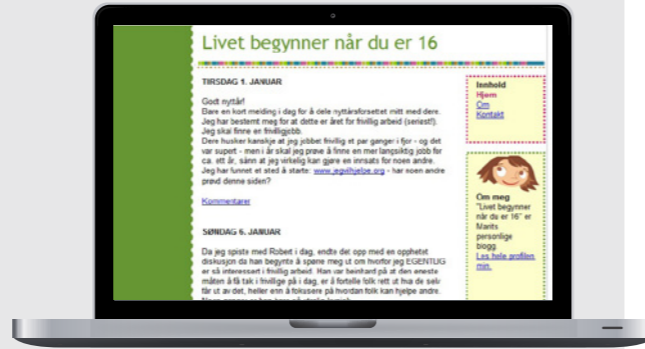 Livet begynner når du er 16
TIRSDAG 1. JANUAR
Godt nyttår!
Bare en kort melding i dag for å dele nyttårsforsettet mitt med dere.
Jeg har bestemt meg for at dette er året for frivillig arbeid (seriøst!).
Jeg skal finne en frivilligjobb.
Dere husker kanskje at jeg jobbet frivillig et par ganger i fjor - og det
var supert - men i år skal jeg prøve å finne en mer langsiktig jobb for
ca. ett år, sånn at jeg virkelig kan gjøre en innsats for noen andre.
Jeg har funnet et sted å starte: www.jegvilhjelpe.org - har noen andre
prøvd denne siden?
Kommentarer
SØNDAG 6. JANUAR
Da jeg spiste med Robert i dag, endte det opp med en opphetet
diskusjon da han begynte å spørre meg ut om hvorfor jeg EGENTLIG
er så interessert i frivillig arbeid. Han var beinhard på at den eneste
måten å få tak i frivillige på i dag, er å fortelle folk rett ut hva de selv
får ut av det, heller enn å fokusere på hvordan folk kan hjelpe andre.
Innhold
Hjem
Om
Kontakt
Om meg
"Livet begynner
når du er 16" er
Marits
personlige
blogg.
Les hele profilen
min.